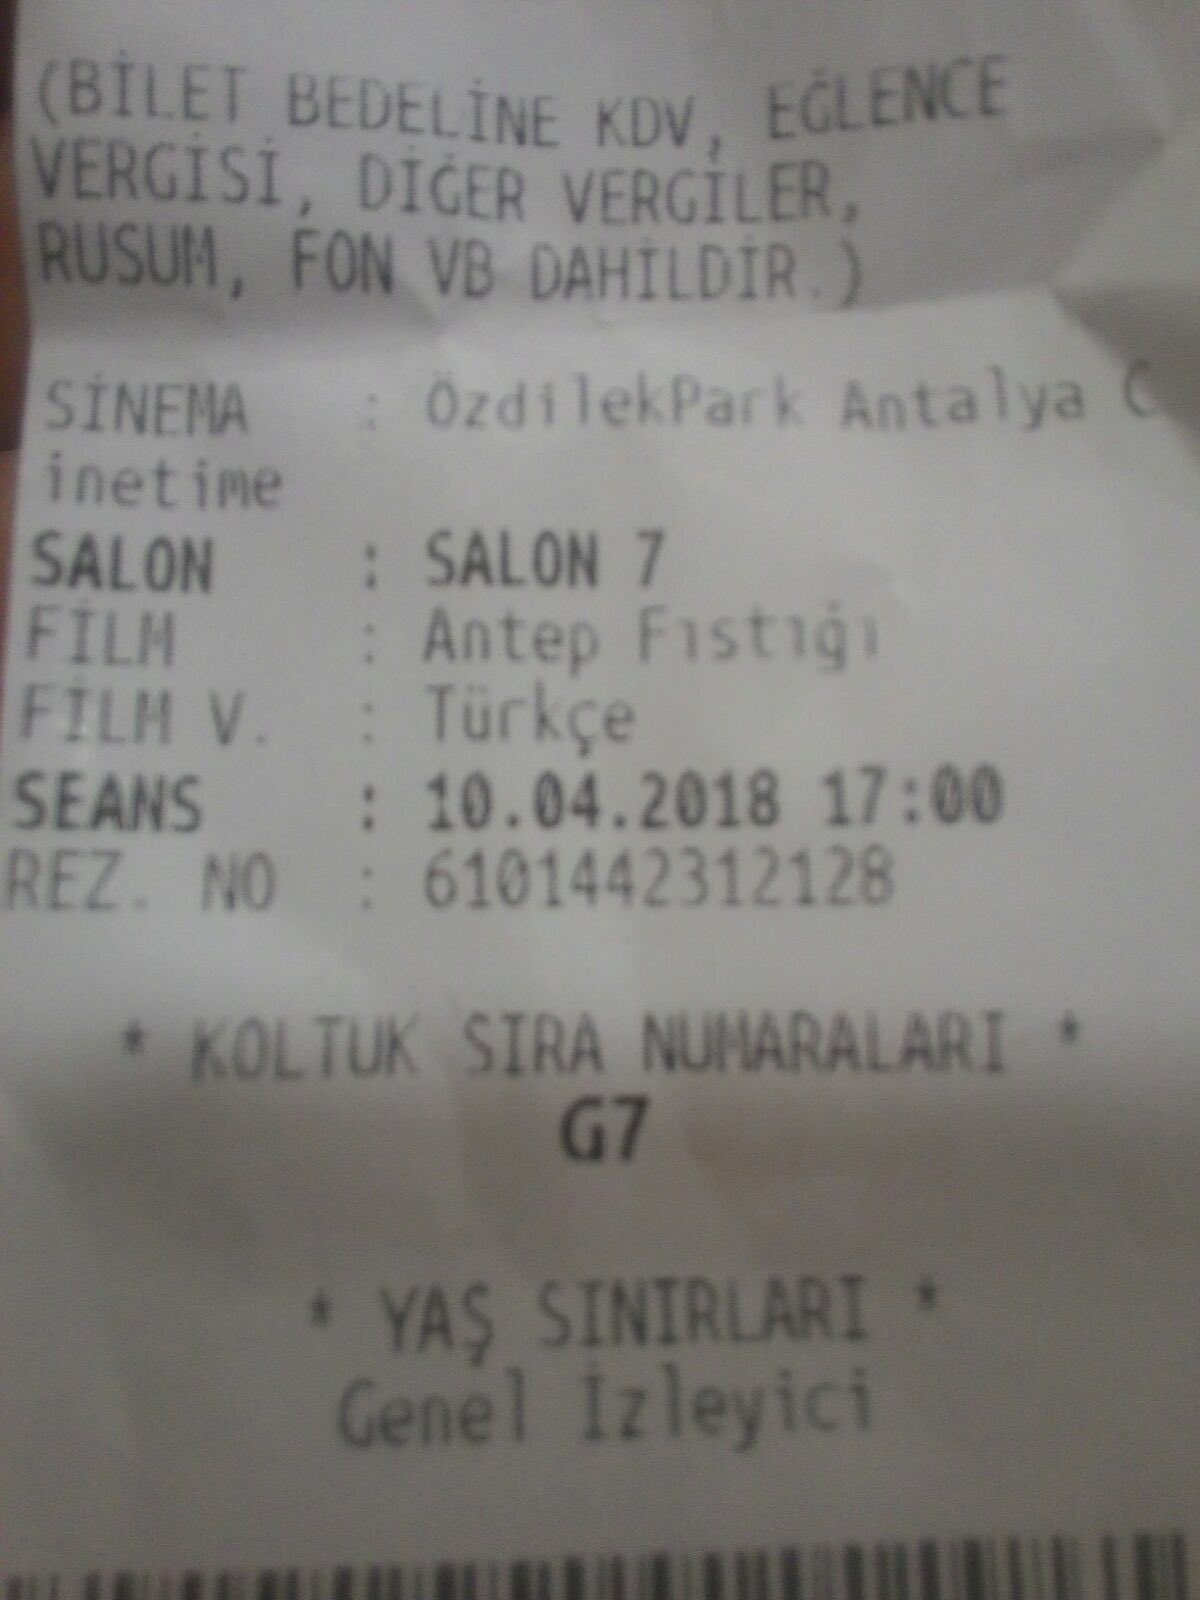 (BİLET BEDELİNE KDV, EĞLENCE
VERGİSİ, DİĞER VERGİLER,
RUSUM, FON VB DAHİLDİR.)
SİNEMA : ÖzdilekPark Antalya C
inetime
SALON : SALON 7
FİLM : Antep Fıstığı
FİLM V. : Türkçe
SEANS : 10.04.2018 17:00
REZ. NO : 6101442312128
* KOLTUK SIRA NUMARALARI *
G7
* YAŞ SINIRLARI *
Genel İzleyici